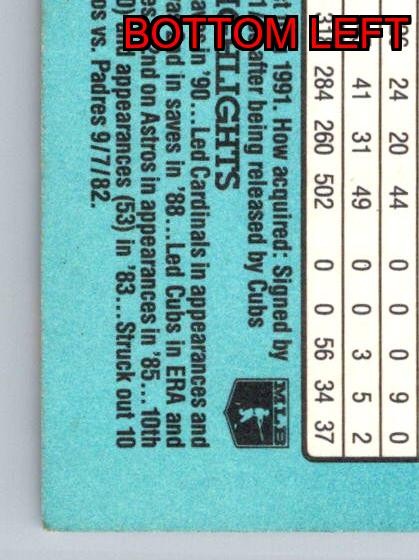 BOTTOM LEFT
24 20 44 0 0 0 9 0
41 31 49 0 0 3 5 2
284 260 502 0 0 56 34 37
1991. How acquired: Signed by
after being released by Cubs
MLB
in '90...Led Cardinals in appearances and
in saves in '88...Led Cubs in ERA and
on Astros in appearances in '85...10th
appearances (53) in '83...Struck out 10
vs. Padres 9/7/82.